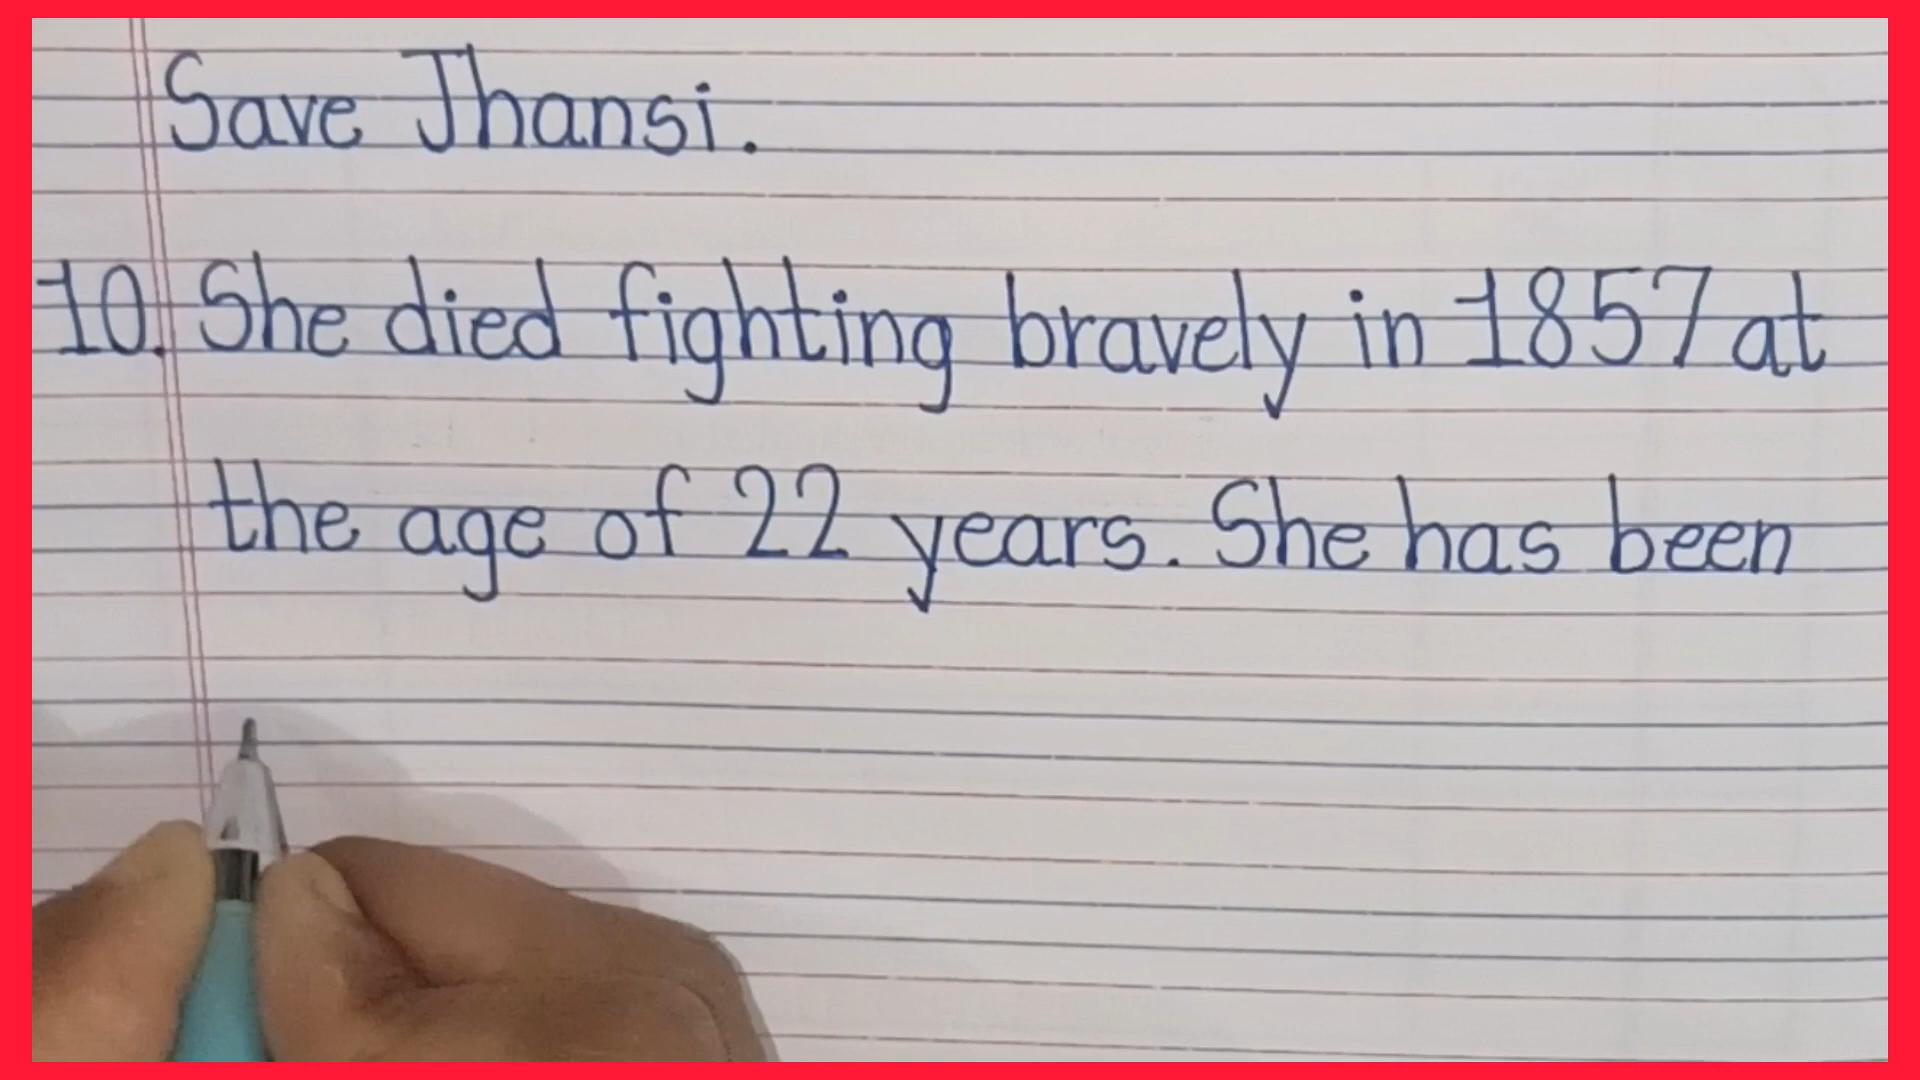 Save Jhansi.
10. She died fighting bravely in 1857 at
the age of 22 years. She has been